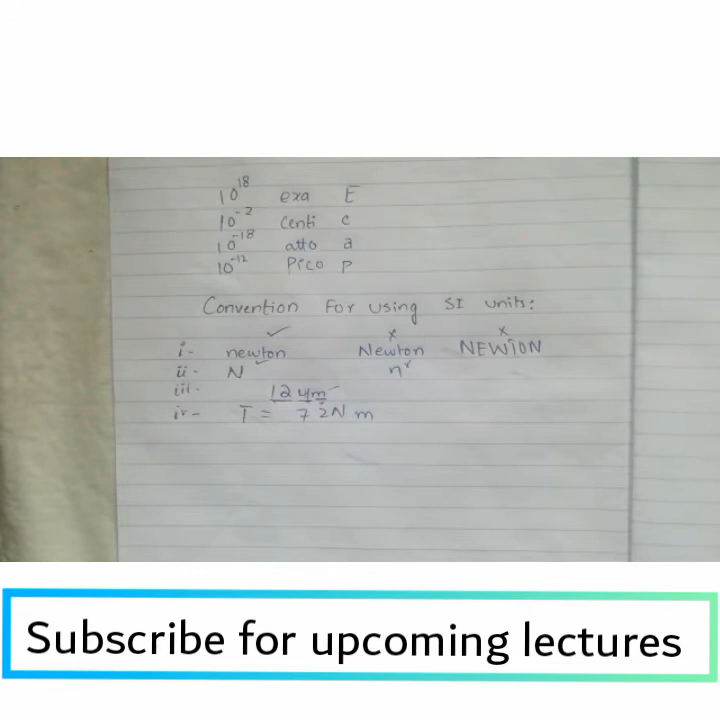 10^18 exa E
10^-2 centi c
10^-18 atto a
10^-12 Pico p
Convention For using SI units:
✓ × ×
i- newton Newton NEWTON
ii- N ✓ n ×
iii- 12 μm
iv- T = 72N m
Subscribe for upcoming lectures